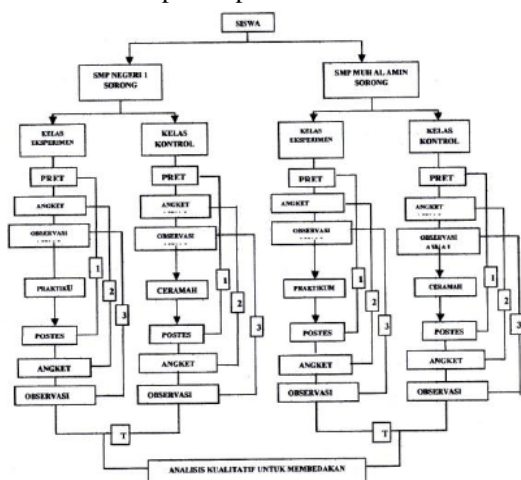 SISWA
SMP NEGERI 1
SORONG
SMP MUH AL AMIN
SORONG
KELAS
EKSPERIMEN
KELAS
KONTROL
KELAS
EKSPERIMEN
KELAS
KONTROL
PRET
PRET
PRET
PRET
ANGKET
ANGKET
ANGKET
ANGKET
OBSERVASI
OBSERVASI
OBSERVASI
OBSERVASI
1
2
3
1
2
3
1
2
3
1
2
3
PRAKTIKU
CERAMAH
PRAKTIKUM
CERAMAH
POSTES
POSTES
POSTES
POSTES
ANGKET
ANGKET
ANGKET
ANGKET
OBSERVASI
OBSERVASI
OBSERVASI
OBSERVASI
T
T
ANALISIS KUALITATIF UNTUK MEMBEDAKAN